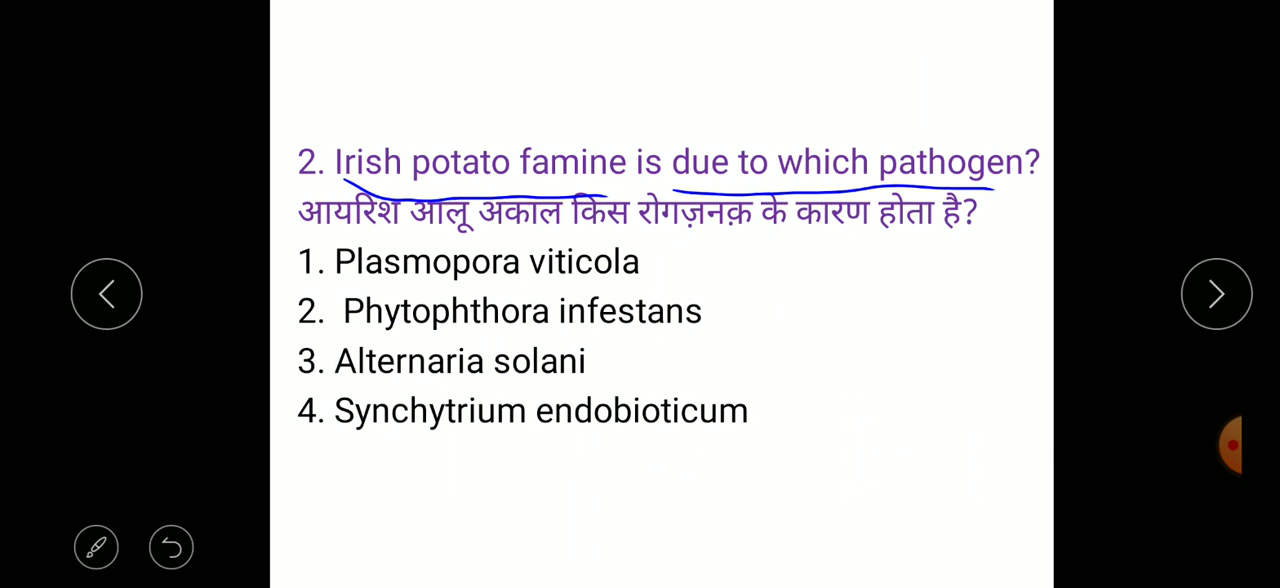 2. Irish potato famine is due to which pathogen?
आयरिश आलू अकाल किस रोगज़नक़ के कारण होता है?
1. Plasmopora viticola
2. Phytophthora infestans
3. Alternaria solani
4. Synchytrium endobioticum